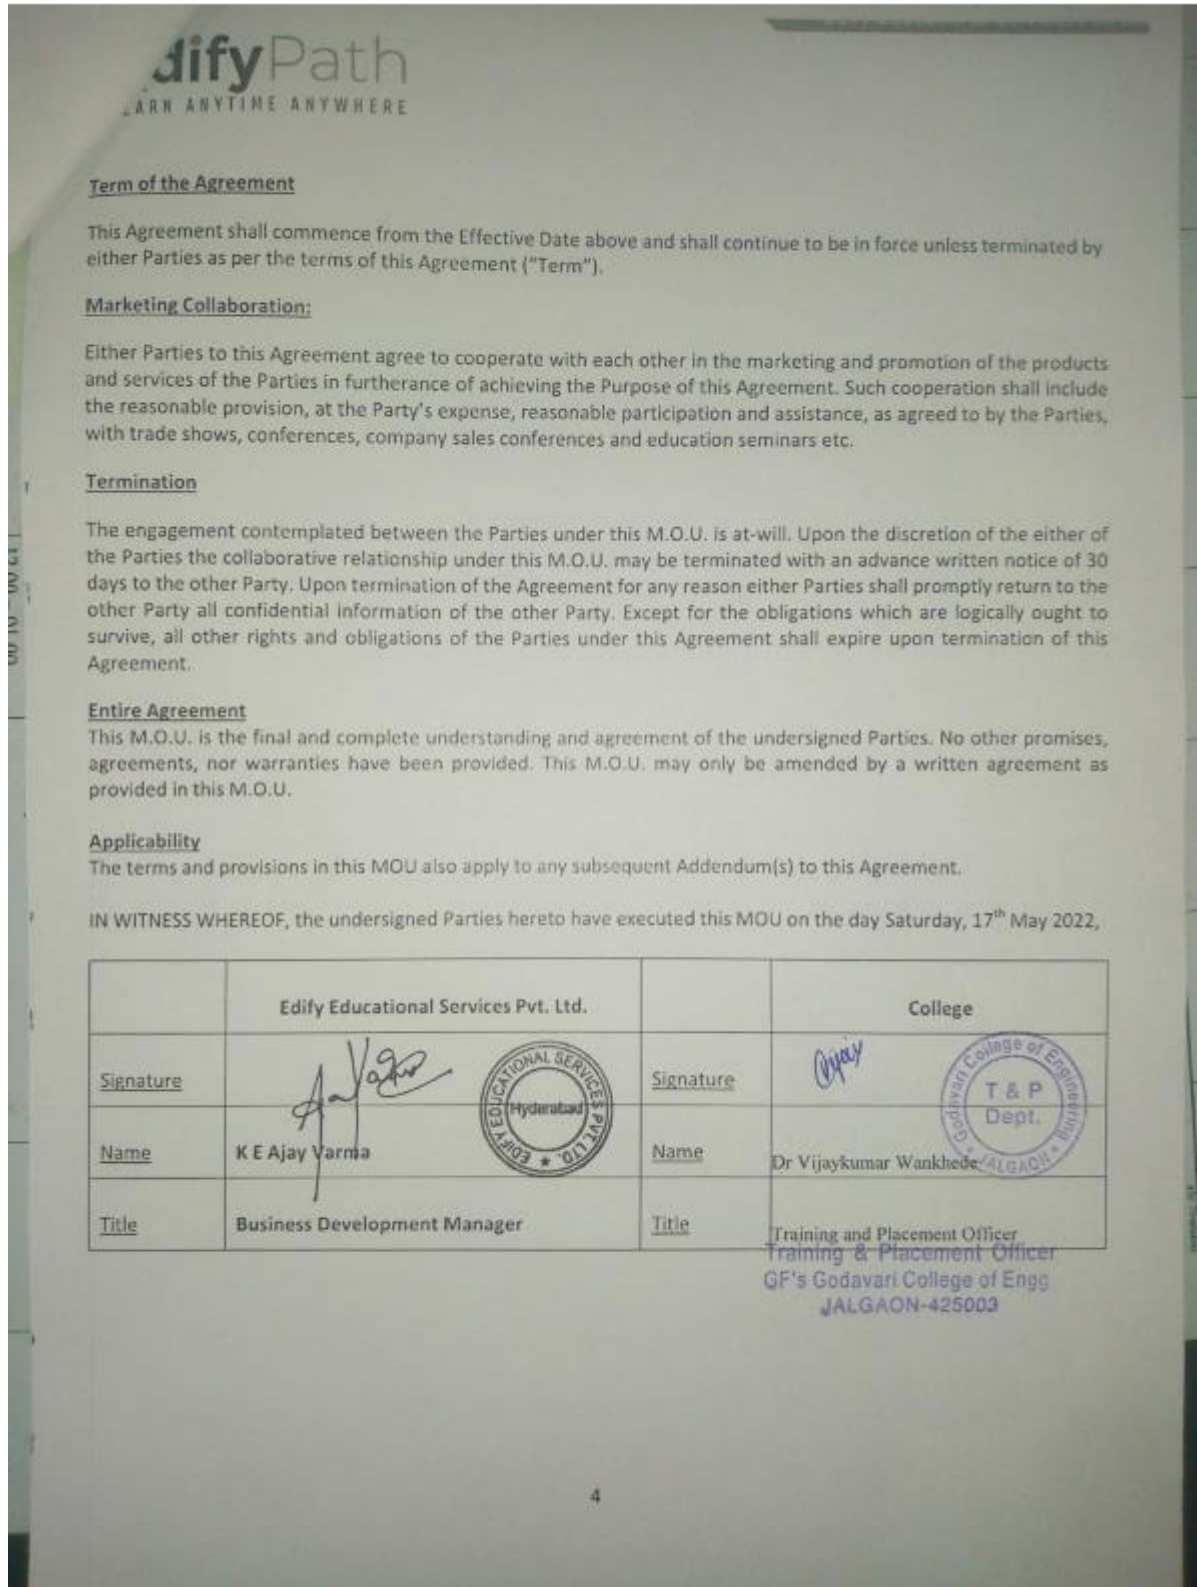 difyPath
ARN ANYTIME ANYWHERE
Term of the Agreement
This Agreement shall commence from the Effective Date above and shall continue to be in force unless terminated by
either Parties as per the terms of this Agreement ("Term").
Marketing Collaboration:
Either Parties to this Agreement agree to cooperate with each other in the marketing and promotion of the products
and services of the Parties in furtherance of achieving the Purpose of this Agreement. Such cooperation shall include
the reasonable provision, at the Party's expense, reasonable participation and assistance, as agreed to by the Parties,
with trade shows, conferences, company sales conferences and education seminars etc.
Termination
The engagement contemplated between the Parties under this M.O.U. is at-will. Upon the discretion of the either of
the Parties the collaborative relationship under this M.O.U. may be terminated with an advance written notice of 30
days to the other Party. Upon termination of the Agreement for any reason either Parties shall promptly return to the
other Party all confidential information of the other Party. Except for the obligations which are logically ought to
survive, all other rights and obligations of the Parties under this Agreement shall expire upon termination of this
Agreement.
Entire Agreement
This M.O.U. is the final and complete understanding and agreement of the undersigned Parties. No other promises,
agreements, nor warranties have been provided. This M.O.U. may only be amended by a written agreement as
provided in this M.O.U.
Applicability
The terms and provisions in this MOU also apply to any subsequent Addendum(s) to this Agreement.
IN WITNESS WHEREOF, the undersigned Parties hereto have executed this MOU on the day Saturday, 17th May 2022,
Edify Educational Services Pvt. Ltd. College
Signature Signature
EDIFY EDUCATIONAL SERVICES PVT. LTD.
Hyderabad
Godavari College of Engineering
JALGAON
T & P
Dept.
Name K E Ajay Varma Name Dr Vijaykumar Wankhede
Title Business Development Manager Title Training and Placement Officer
Training & Placement Officer
GF's Godavari College of Engg
JALGAON-425003
4